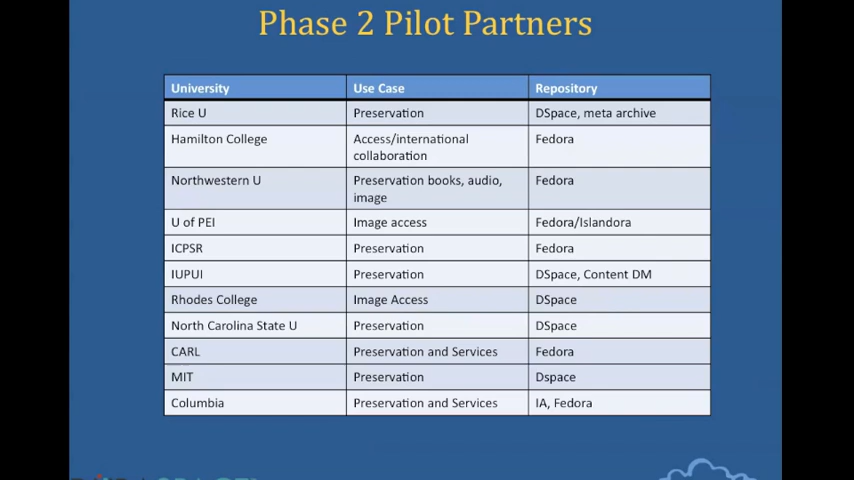 Phase 2 Pilot Partners
University Use Case Repository
Rice U Preservation DSpace, meta archive
Hamilton College Access/international collaboration Fedora
Northwestern U Preservation books, audio, image Fedora
U of PEI Image access Fedora/Islandora
ICPSR Preservation Fedora
IUPUI Preservation DSpace, Content DM
Rhodes College Image Access DSpace
North Carolina State U Preservation DSpace
CARL Preservation and Services Fedora
MIT Preservation Dspace
Columbia Preservation and Services IA, Fedora